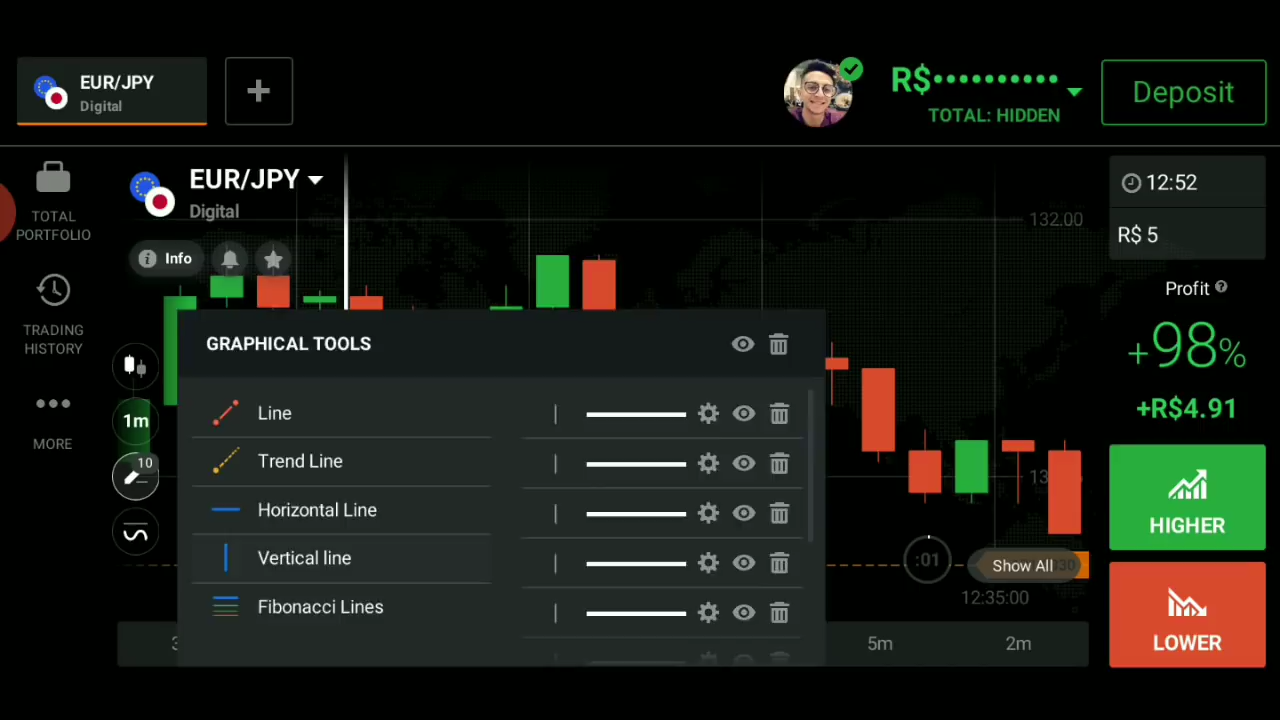 EUR/JPY
Digital
+
R$••••••••••
TOTAL: HIDDEN
Deposit
TOTAL
PORTFOLIO
TRADING
HISTORY
MORE
EUR/JPY
Digital
Info
1m
10
132.00
GRAPHICAL TOOLS
Line
Trend Line
Horizontal Line
Vertical line
Fibonacci Lines
:01
Show All
12:35:00
5m
2m
12:52
R$ 5
Profit ?
+98%
+R$4.91
HIGHER
LOWER